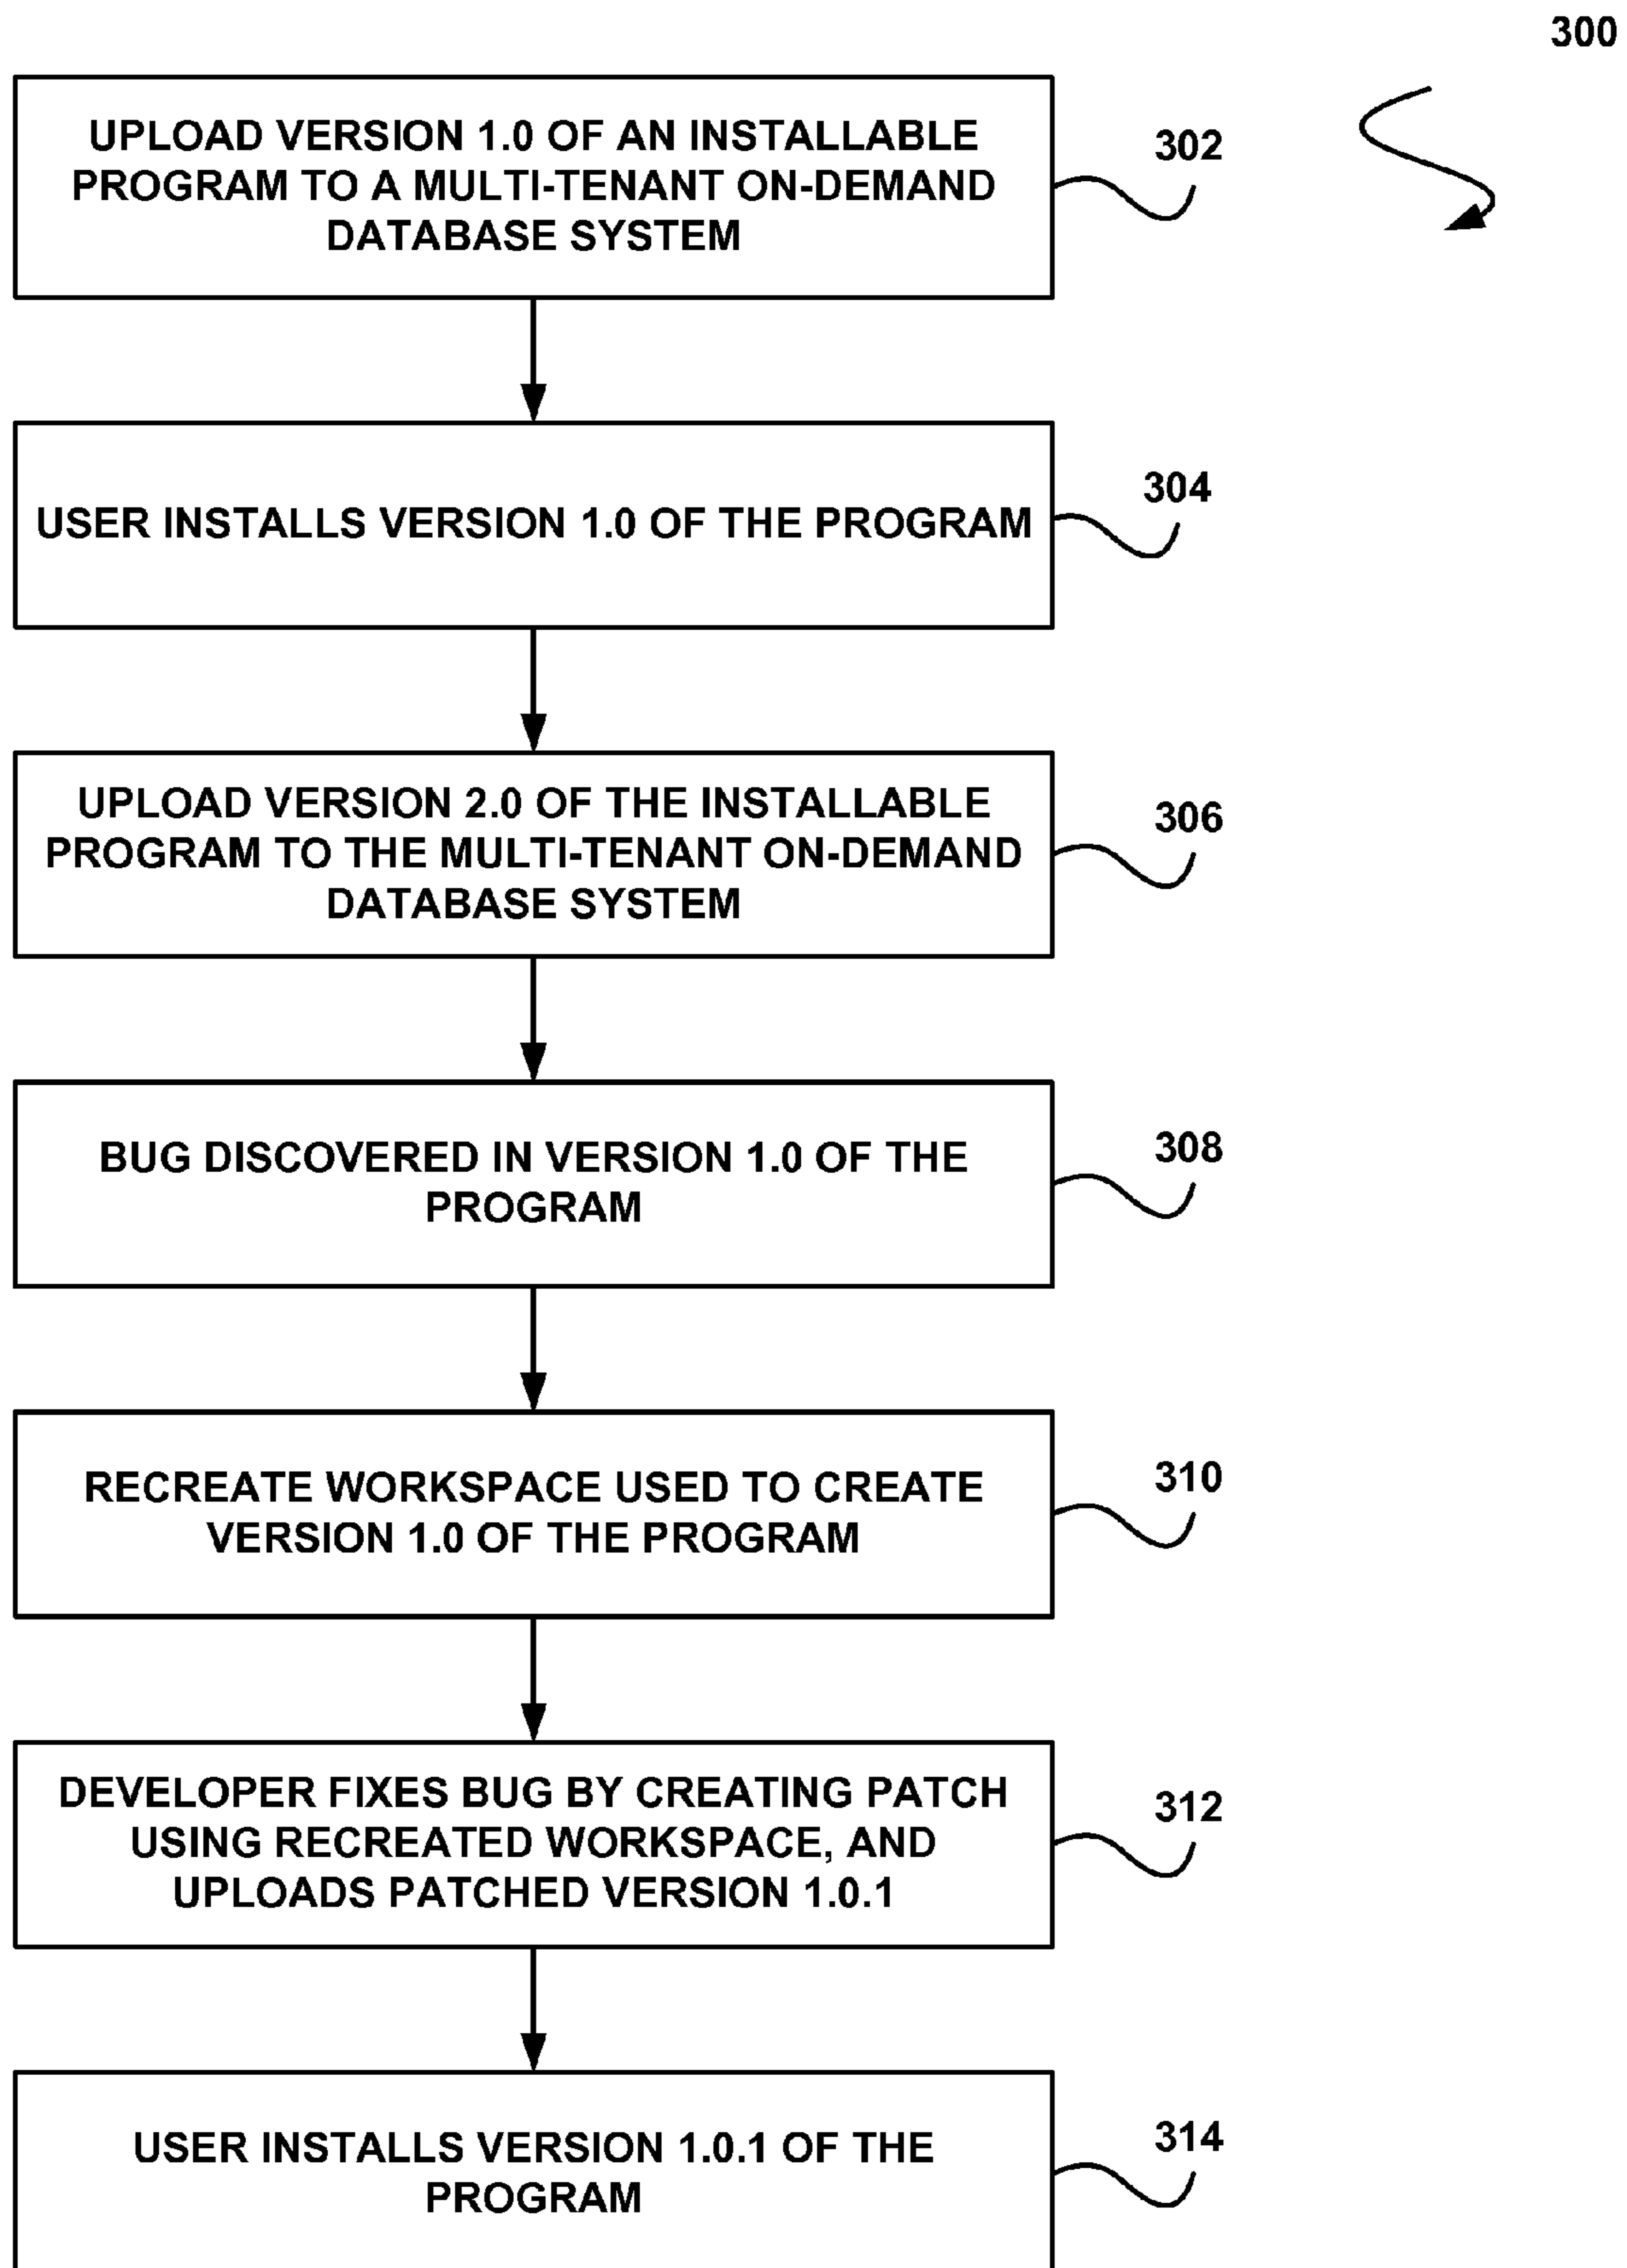 300
UPLOAD VERSION 1.0 OF AN INSTALLABLE
PROGRAM TO A MULTI-TENANT ON-DEMAND
DATABASE SYSTEM
302
USER INSTALLS VERSION 1.0 OF THE PROGRAM
304
UPLOAD VERSION 2.0 OF THE INSTALLABLE
PROGRAM TO THE MULTI-TENANT ON-DEMAND
DATABASE SYSTEM
306
BUG DISCOVERED IN VERSION 1.0 OF THE
PROGRAM
308
RECREATE WORKSPACE USED TO CREATE
VERSION 1.0 OF THE PROGRAM
310
DEVELOPER FIXES BUG BY CREATING PATCH
USING RECREATED WORKSPACE, AND
UPLOADS PATCHED VERSION 1.0.1
312
USER INSTALLS VERSION 1.0.1 OF THE
PROGRAM
314